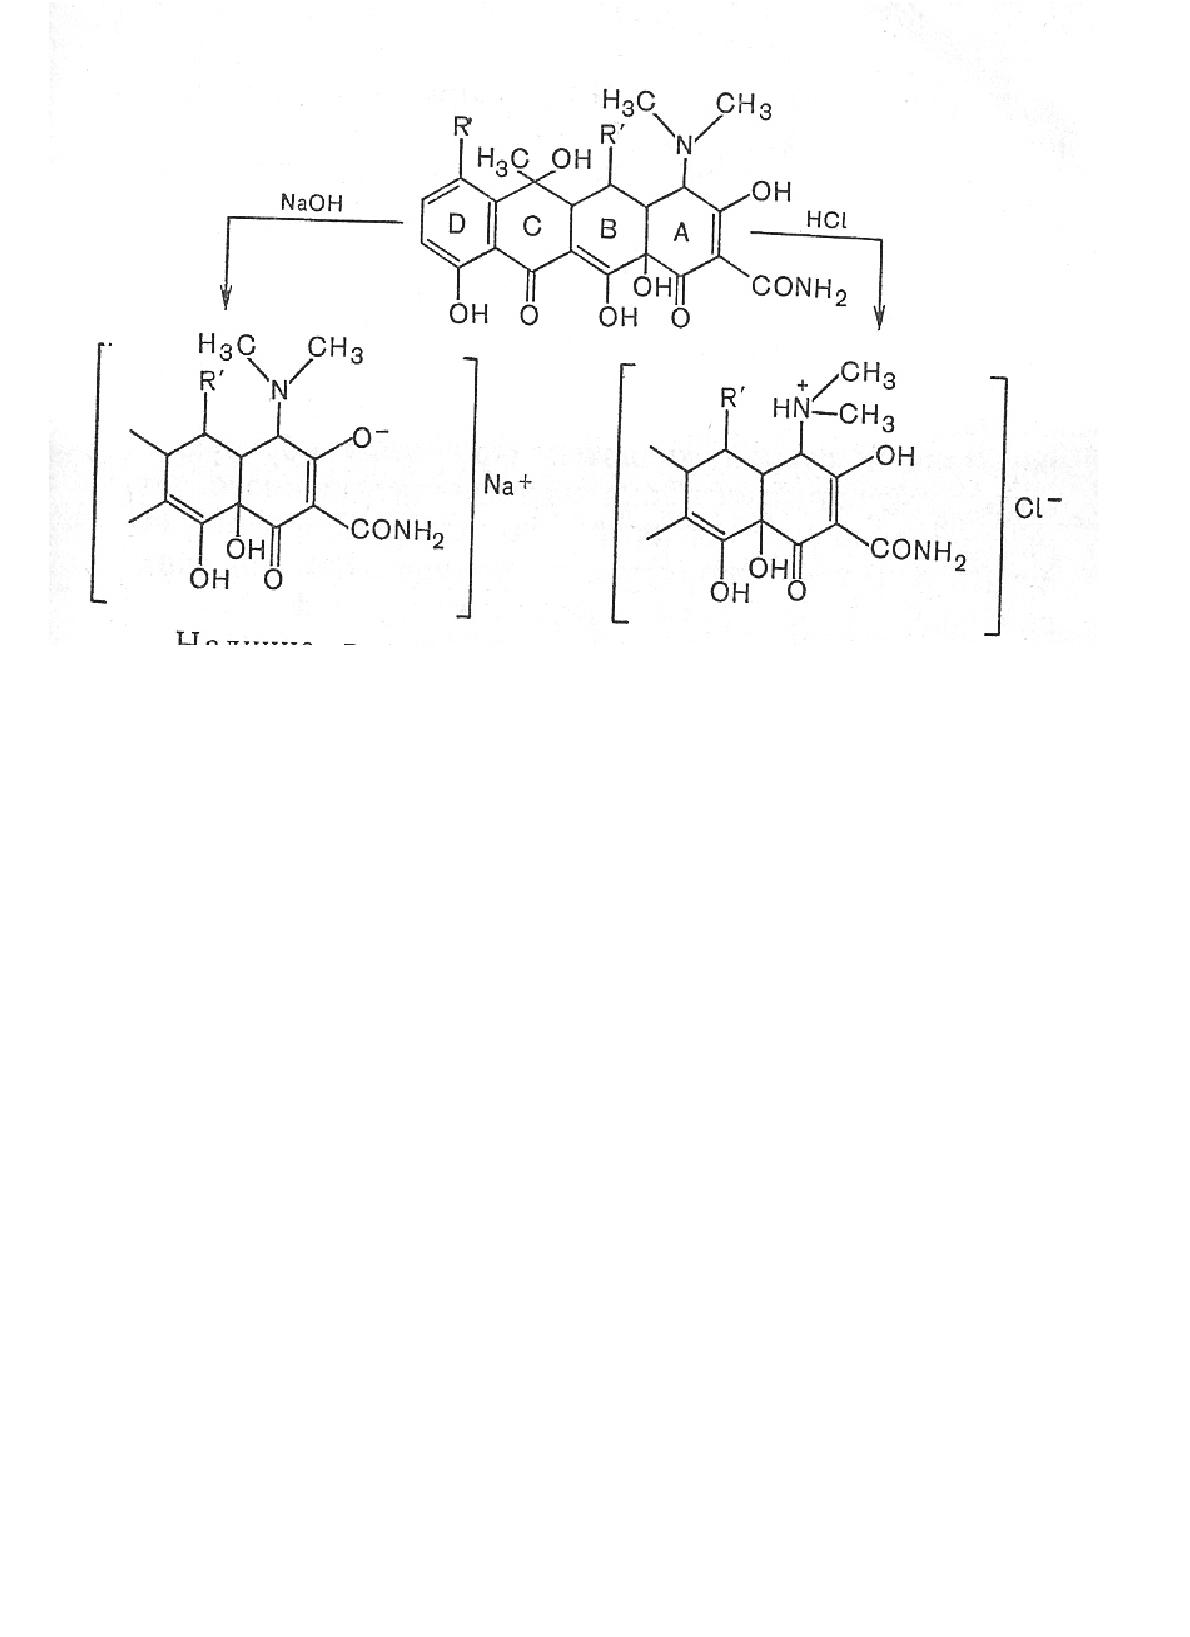 H3C CH3
R' R' N
H3C OH OH
NaOH D C B A HCl
OH O OH OH O CONH2
H3C CH3
R' N
O−
Na+
OH CONH2
OH O
R' HN+ CH3
CH3
OH
Cl−
OH CONH2
OH O